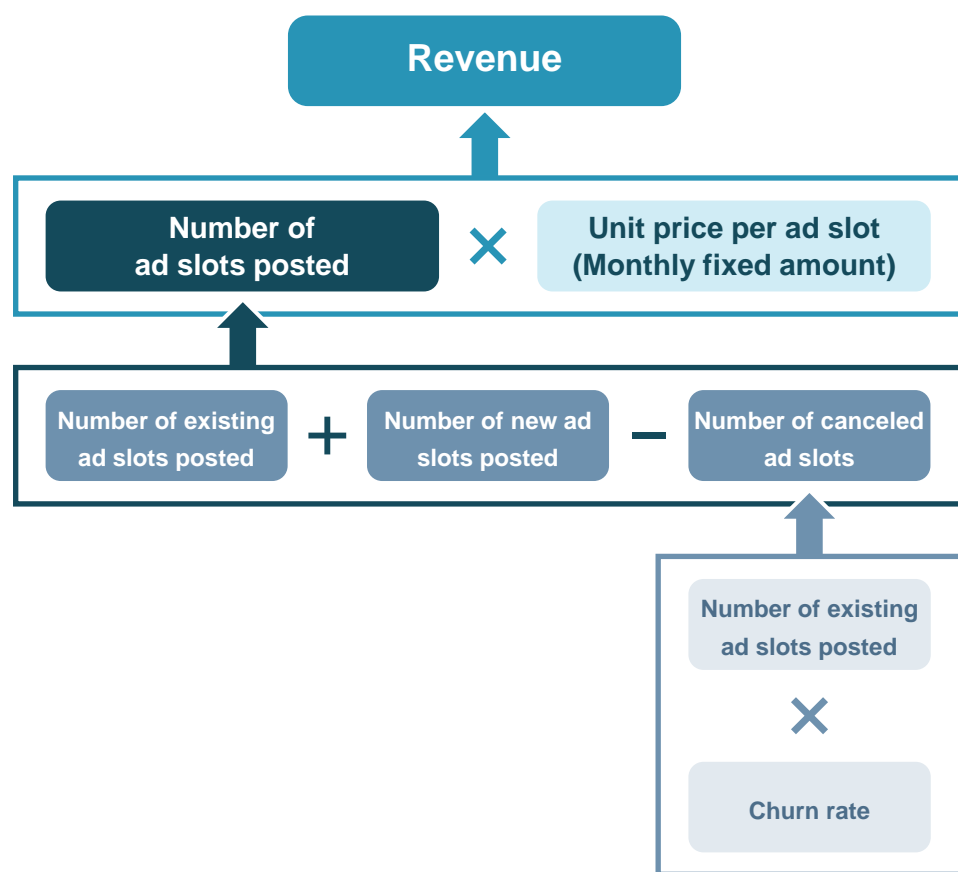 Revenue
Number of
ad slots posted
×
Unit price per ad slot
(Monthly fixed amount)
Number of existing
ad slots posted
+
Number of new ad
slots posted
−
Number of canceled
ad slots
Number of existing
ad slots posted
×
Churn rate